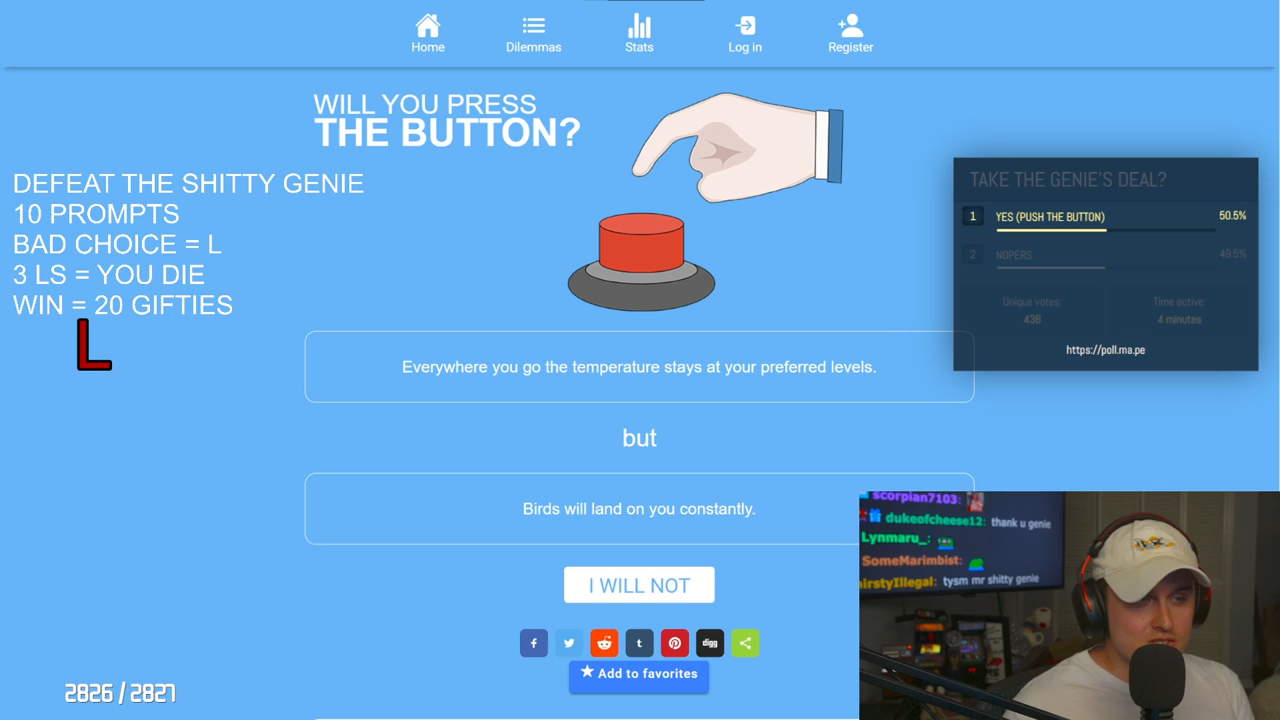 Home
Dilemmas
Stats
Log in
Register
WILL YOU PRESS
THE BUTTON?
DEFEAT THE SHITTY GENIE
10 PROMPTS
BAD CHOICE = L
3 LS = YOU DIE
WIN = 20 GIFTIES
L
TAKE THE GENIE'S DEAL?
1 YES (PUSH THE BUTTON) 50.5%
2 NOPERS 49.5%
Unique votes: Time active:
436 4 minutes
https://poll.ma.pe
Everywhere you go the temperature stays at your preferred levels.
but
Birds will land on you constantly.
I WILL NOT
f t digg
Add to favorites
scorpian7103:
dukeofcheese12: thank u genie
Lynmaru_:
SomeMarimbist:
irstyIllegal: tysm mr shitty genie
2826 / 2827